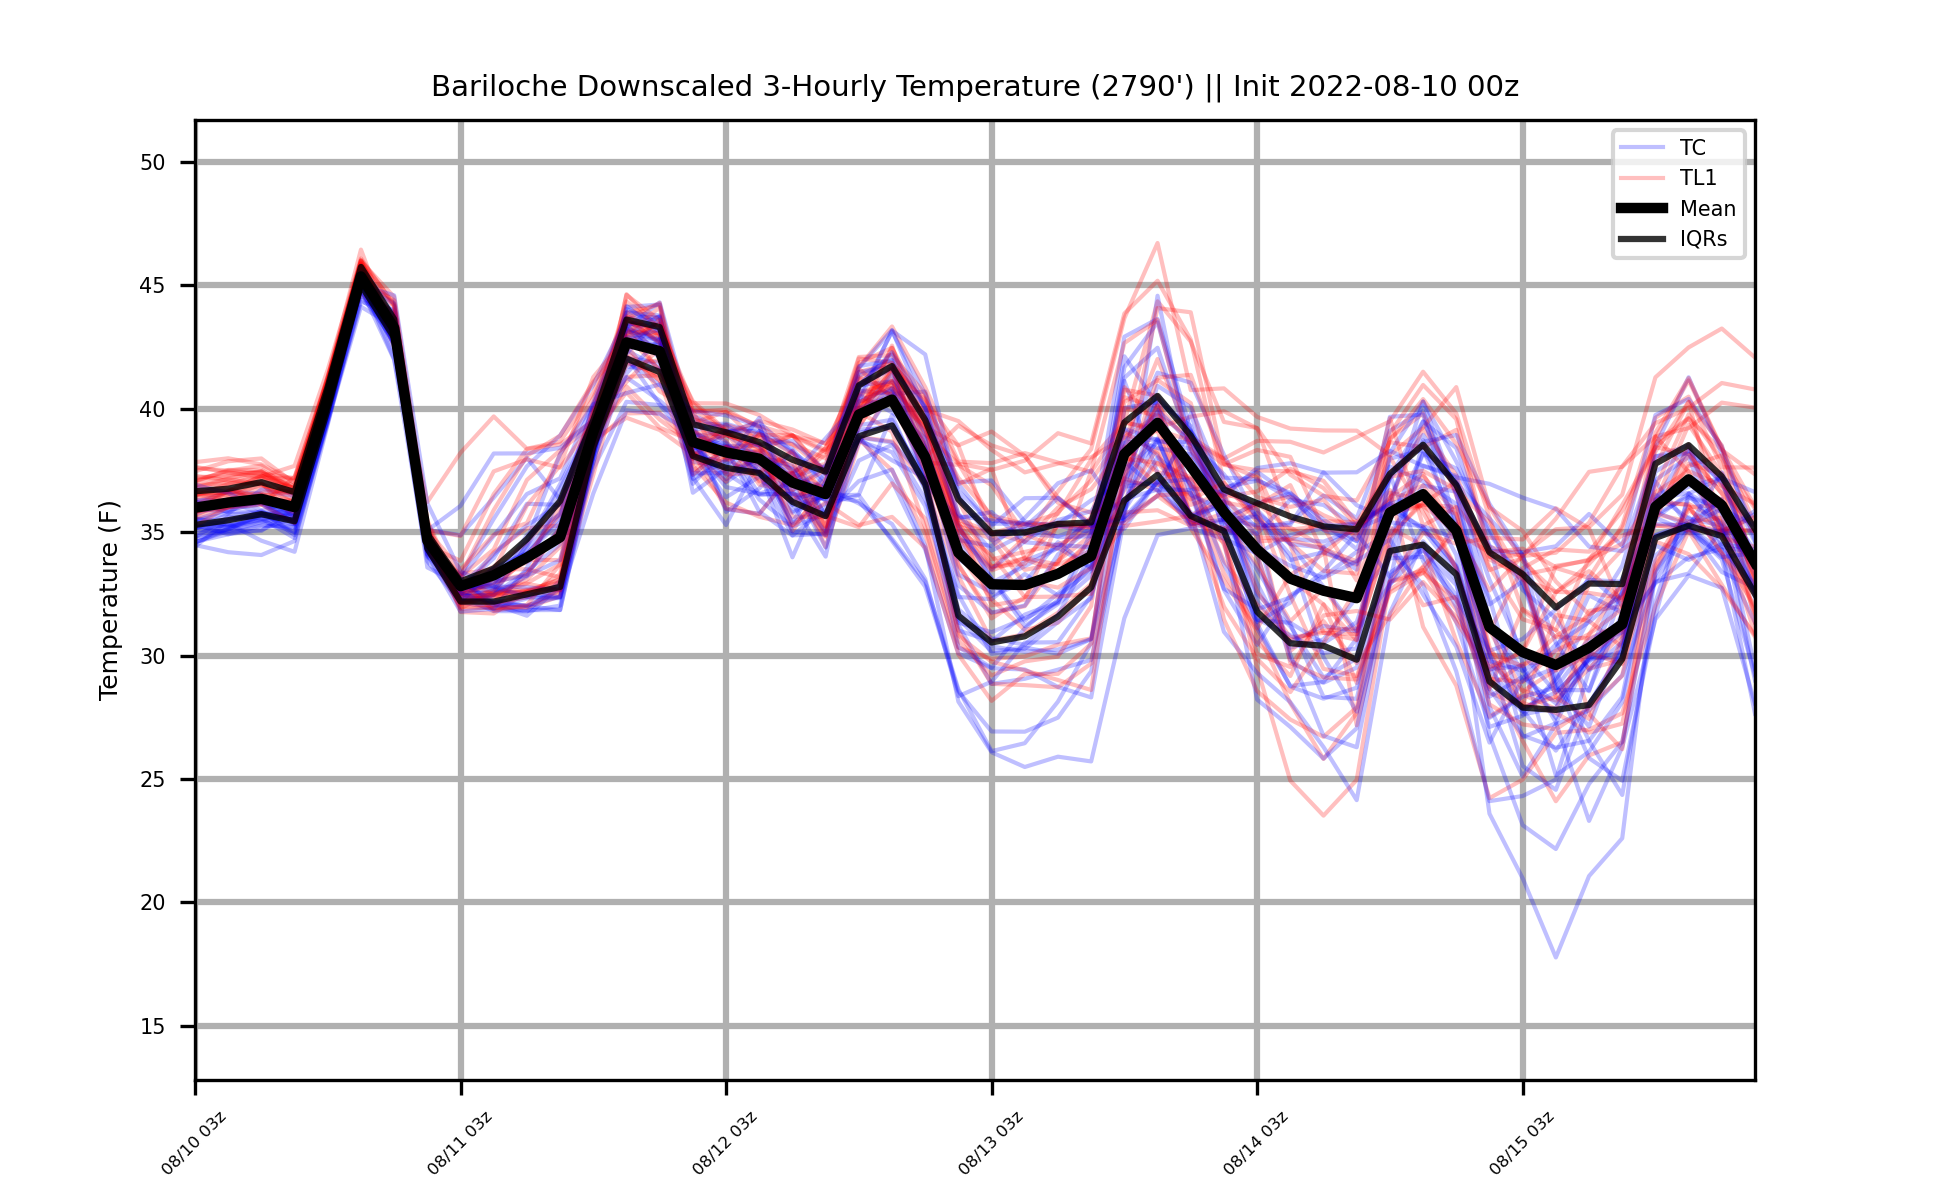 Bariloche Downscaled 3-Hourly Temperature (2790') || Init 2022-08-10 00z
TC
TL1
Mean
IQRs
Temperature (F)
50
45
40
35
30
25
20
15
08/10 03z
08/11 03z
08/12 03z
08/13 03z
08/14 03z
08/15 03z